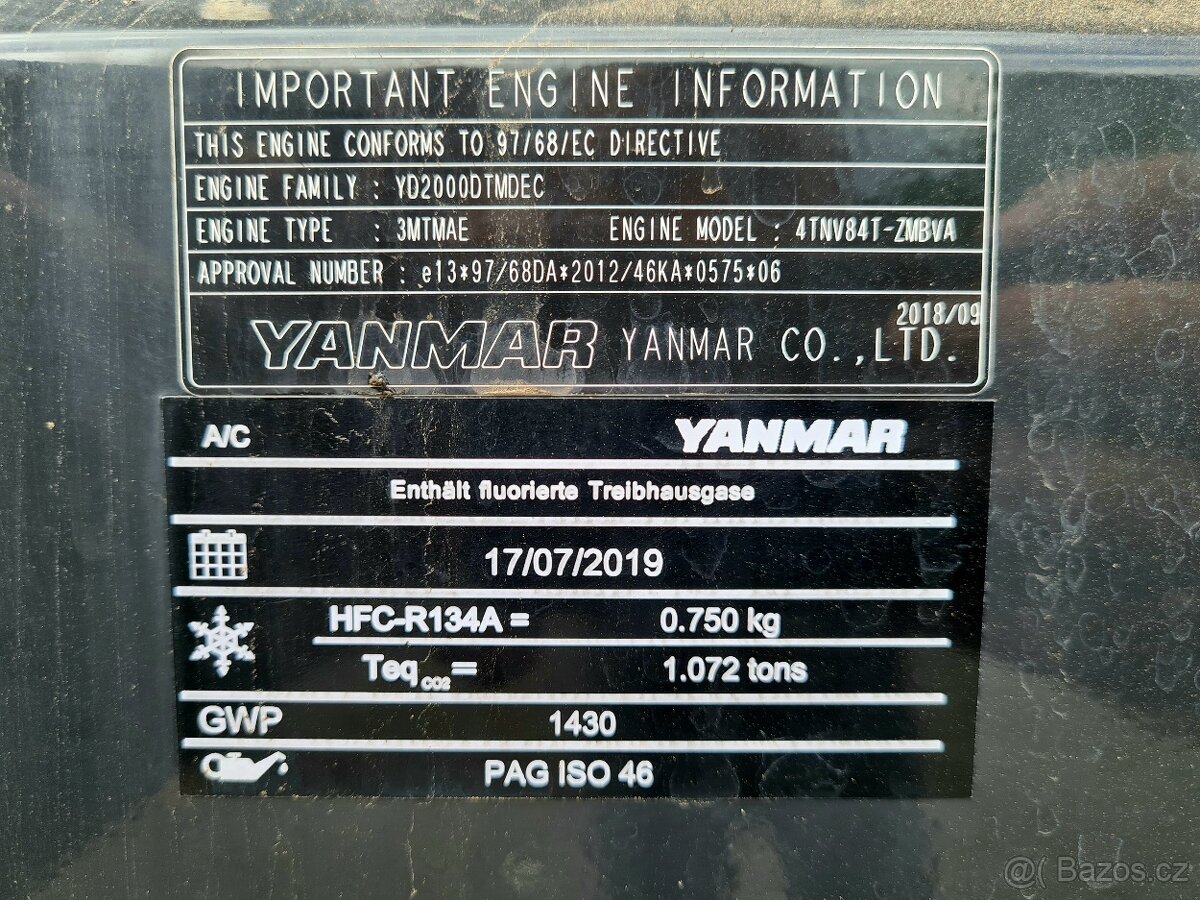 IMPORTANT ENGINE INFORMATION
THIS ENGINE CONFORMS TO 97/68/EC DIRECTIVE
ENGINE FAMILY : YD2000DTMDEC
ENGINE TYPE : 3MTMAE ENGINE MODEL : 4TNV84T-ZMBVA
APPROVAL NUMBER : e13*97/68DA*2012/46KA*0575*06
2018/09
YANMAR YANMAR CO.,LTD.
A/C YANMAR
Enthält fluorierte Treibhausgase
17/07/2019
HFC-R134A = 0.750 kg
Teq CO2 = 1.072 tons
GWP 1430
PAG ISO 46
@( Bazos.cz